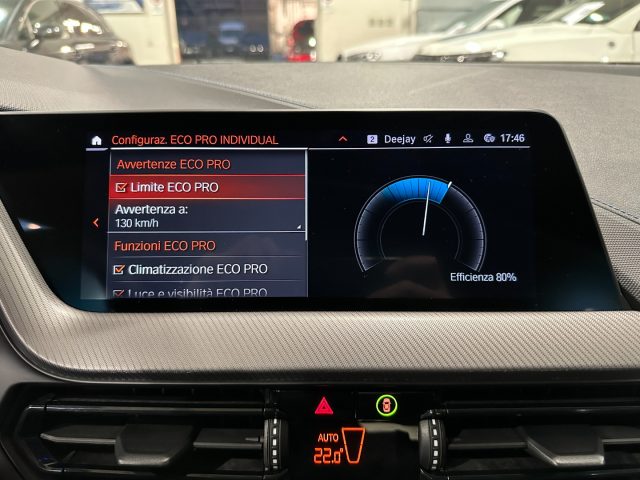 Configuraz. ECO PRO INDIVIDUAL
2 Deejay 17:46
Avvertenze ECO PRO
Limite ECO PRO
Avvertenza a:
130 km/h
Funzioni ECO PRO
Climatizzazione ECO PRO
Luce e visibilità ECO PRO
Efficienza 80%
AUTO
22.0°